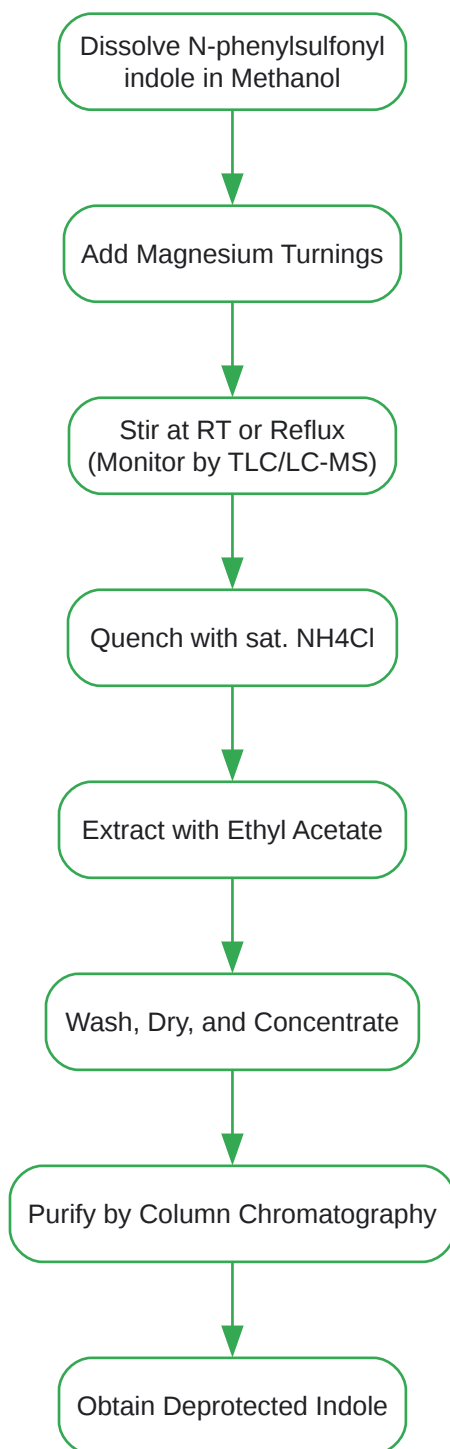 Dissolve N-phenylsulfonyl
indole in Methanol
Add Magnesium Turnings
Stir at RT or Reflux
(Monitor by TLC/LC-MS)
Quench with sat. NH4Cl
Extract with Ethyl Acetate
Wash, Dry, and Concentrate
Purify by Column Chromatography
Obtain Deprotected Indole